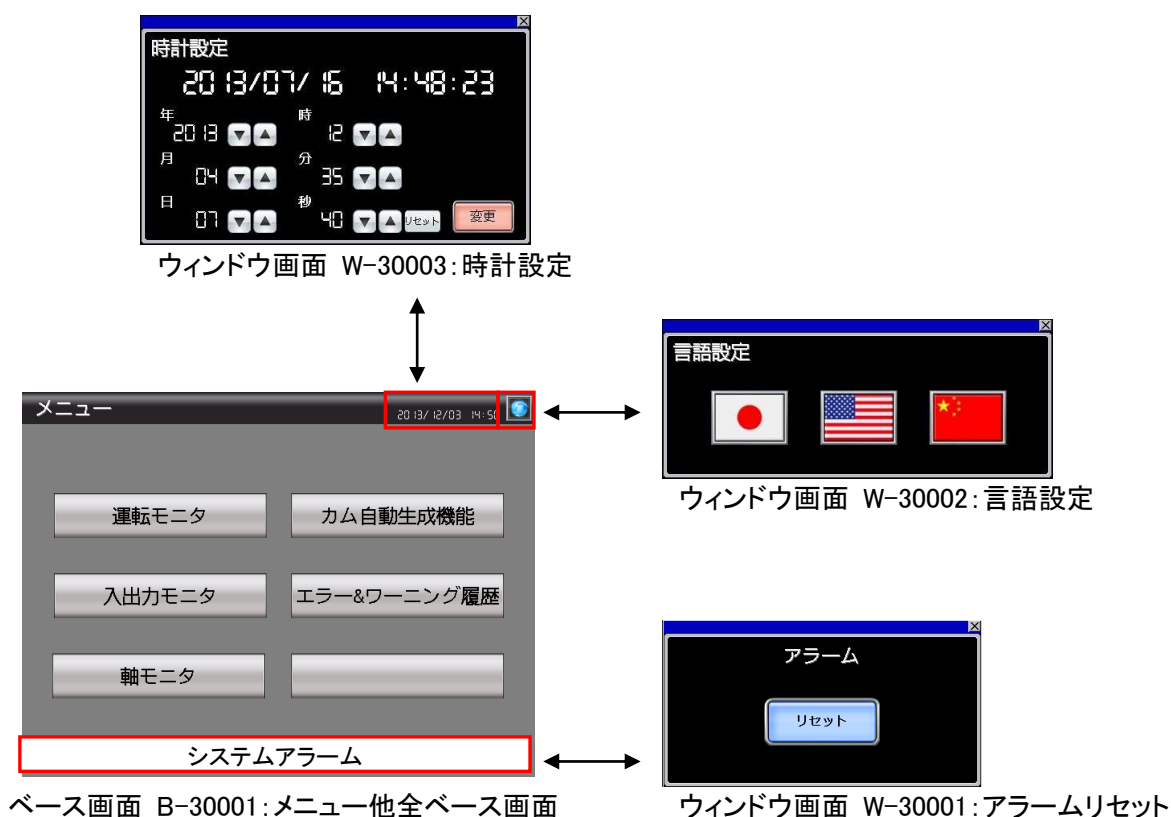 時計設定
2013/07/16 14:48:23
年 時
2013 ▼▲ 12 ▼▲
月 分
04 ▼▲ 35 ▼▲
日 秒
07 ▼▲ 40 ▼▲ リセット 変更
ウィンドウ画面 W-30003:時計設定
言語設定
ウィンドウ画面 W-30002:言語設定
メニュー 2013/12/03 14:50
運転モニタ カム自動生成機能
入出力モニタ エラー&ワーニング履歴
軸モニタ
システムアラーム
ベース画面 B-30001:メニュー他全ベース画面
アラーム
リセット
ウィンドウ画面 W-30001:アラームリセット